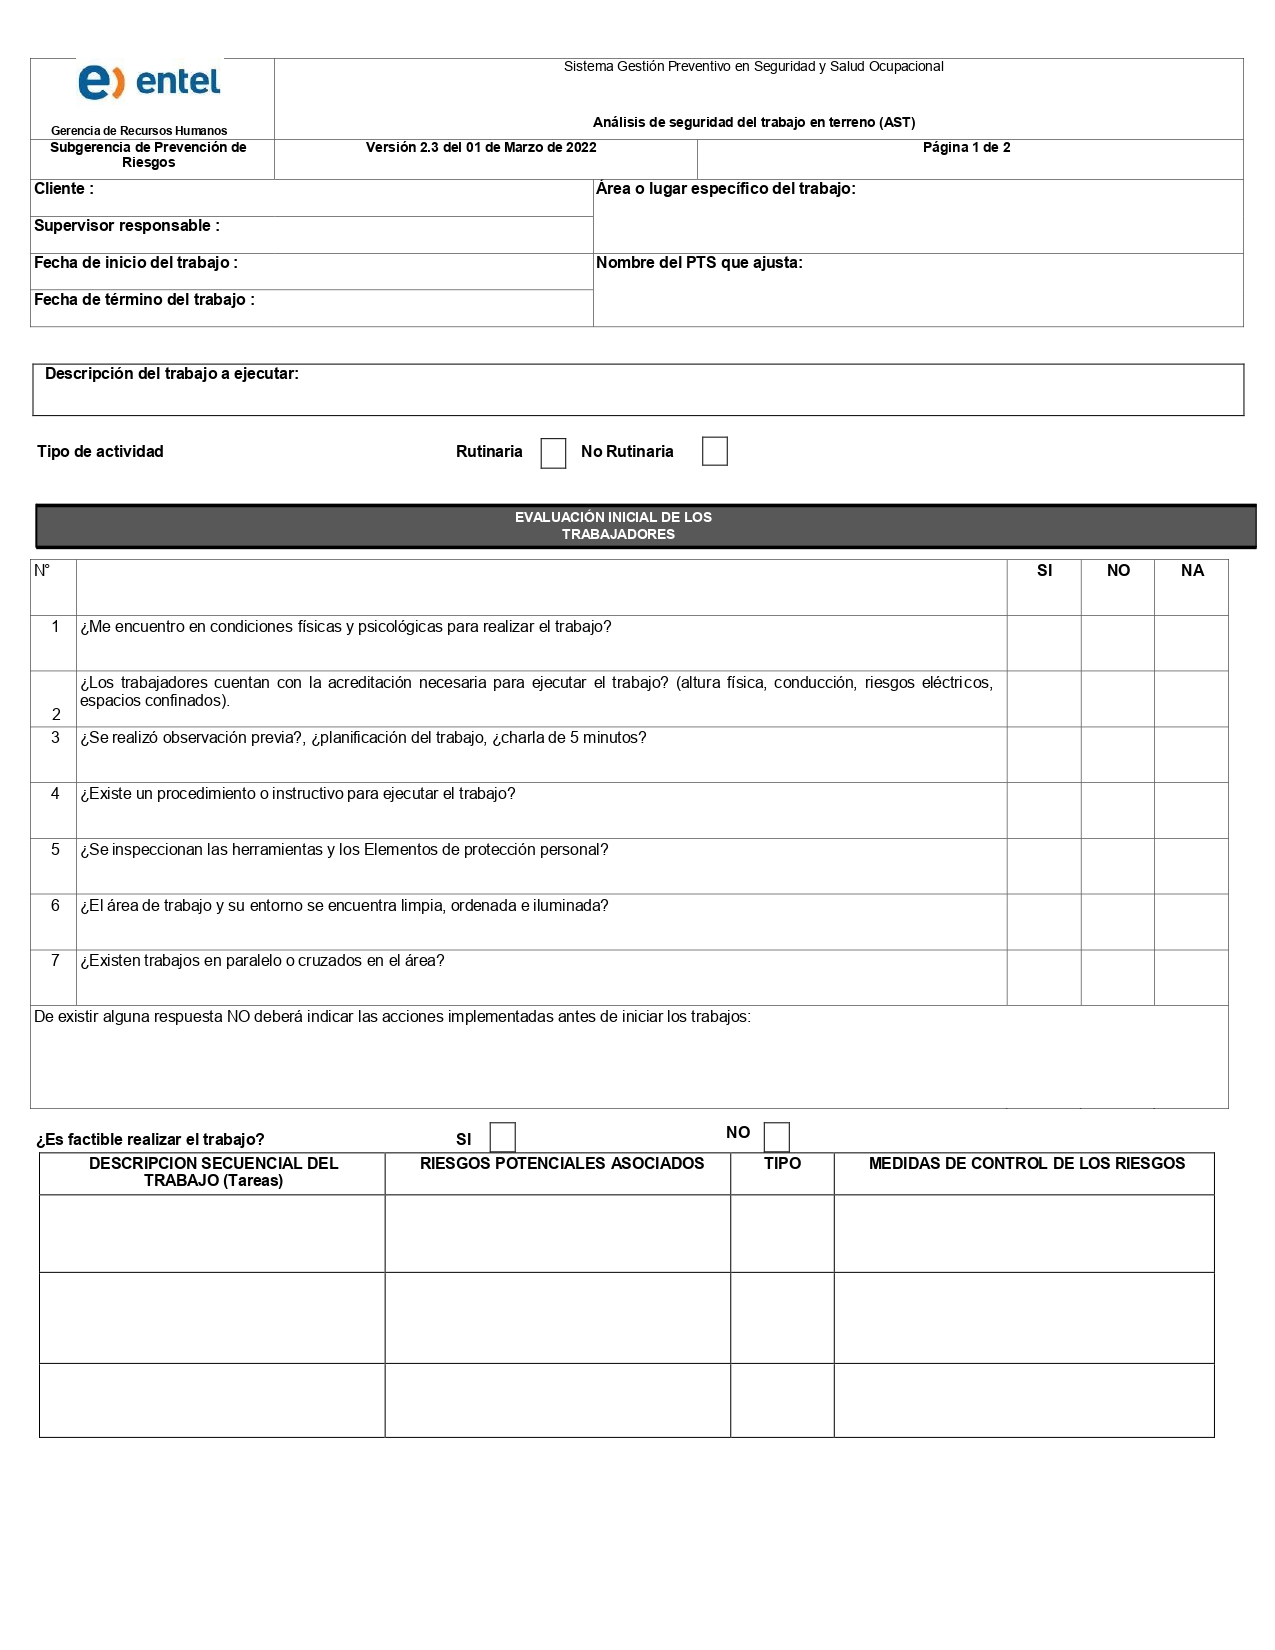 entel
Sistema Gestión Preventivo en Seguridad y Salud Ocupacional
Análisis de seguridad del trabajo en terreno (AST)
Gerencia de Recursos Humanos
Subgerencia de Prevención de
Riesgos
Versión 2.3 del 01 de Marzo de 2022
Página 1 de 2
Cliente :
Área o lugar específico del trabajo:
Supervisor responsable :
Fecha de inicio del trabajo :
Nombre del PTS que ajusta:
Fecha de término del trabajo :
Descripción del trabajo a ejecutar:
Tipo de actividad
Rutinaria
No Rutinaria
EVALUACIÓN INICIAL DE LOS
TRABAJADORES
N° SI NO NA
1 ¿Me encuentro en condiciones físicas y psicológicas para realizar el trabajo?
2 ¿Los trabajadores cuentan con la acreditación necesaria para ejecutar el trabajo? (altura física, conducción, riesgos eléctricos,
espacios confinados).
3 ¿Se realizó observación previa?, ¿planificación del trabajo, ¿charla de 5 minutos?
4 ¿Existe un procedimiento o instructivo para ejecutar el trabajo?
5 ¿Se inspeccionan las herramientas y los Elementos de protección personal?
6 ¿El área de trabajo y su entorno se encuentra limpia, ordenada e iluminada?
7 ¿Existen trabajos en paralelo o cruzados en el área?
De existir alguna respuesta NO deberá indicar las acciones implementadas antes de iniciar los trabajos:
¿Es factible realizar el trabajo? SI NO
DESCRIPCION SECUENCIAL DEL
TRABAJO (Tareas)
RIESGOS POTENCIALES ASOCIADOS
TIPO
MEDIDAS DE CONTROL DE LOS RIESGOS